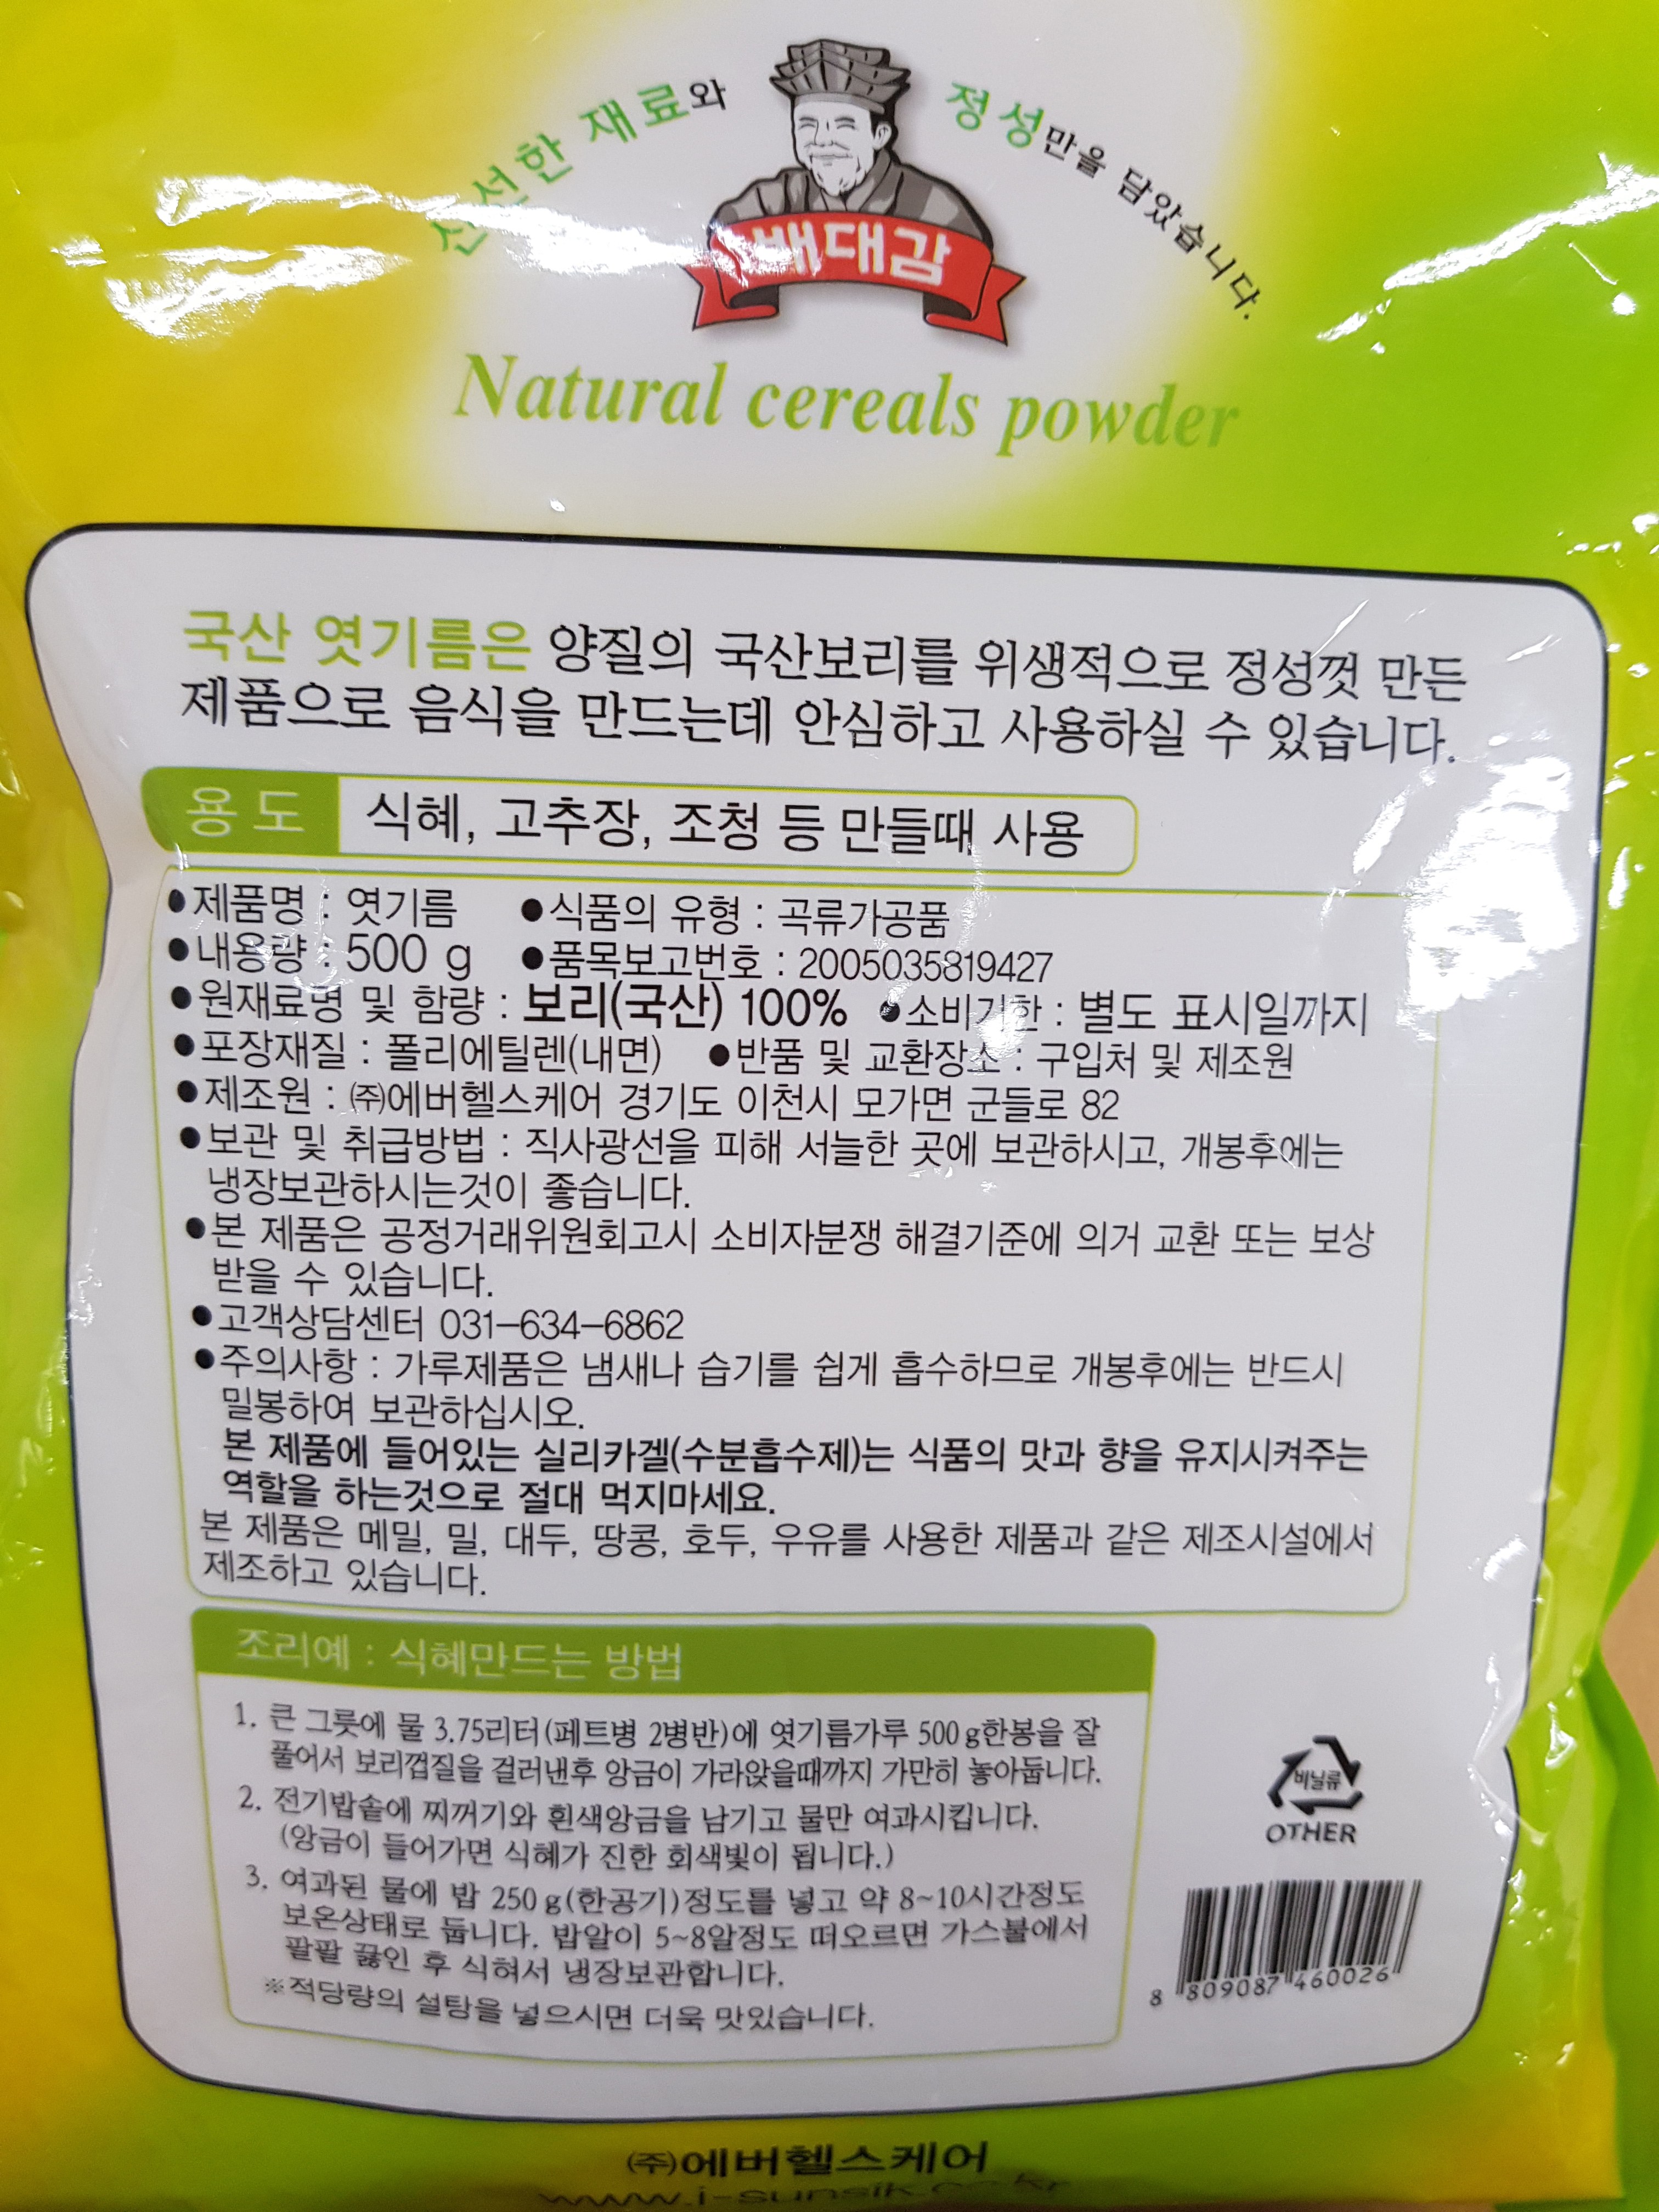 신선한 재료와
정성만을 담았습니다.
배대감
Natural cereals powder
국산 엿기름은 양질의 국산보리를 위생적으로 정성껏 만든
제품으로 음식을 만드는데 안심하고 사용하실 수 있습니다.
용도 식혜, 고추장, 조청 등 만들때 사용
●제품명 : 엿기름 ●식품의 유형 : 곡류가공품
●내용량 : 500 g ●품목보고번호 : 2005035819427
●원재료명 및 함량 : 보리(국산) 100% ●소비기한 : 별도 표시일까지
●포장재질 : 폴리에틸렌(내면) ●반품 및 교환장소 : 구입처 및 제조원
●제조원 : ㈜에버헬스케어 경기도 이천시 모가면 군들로 82
●보관 및 취급방법 : 직사광선을 피해 서늘한 곳에 보관하시고, 개봉후에는
냉장보관하시는것이 좋습니다.
●본 제품은 공정거래위원회고시 소비자분쟁 해결기준에 의거 교환 또는 보상
받을 수 있습니다.
●고객상담센터 031-634-6862
●주의사항 : 가루제품은 냄새나 습기를 쉽게 흡수하므로 개봉후에는 반드시
밀봉하여 보관하십시오.
본 제품에 들어있는 실리카겔(수분흡수제)는 식품의 맛과 향을 유지시켜주는
역할을 하는것으로 절대 먹지마세요.
본 제품은 메밀, 밀, 대두, 땅콩, 호두, 우유를 사용한 제품과 같은 제조시설에서
제조하고 있습니다.
조리예 : 식혜만드는 방법
1. 큰 그릇에 물 3.75리터(페트병 2병반)에 엿기름가루 500g한봉을 잘
풀어서 보리껍질을 걸러낸후 앙금이 가라앉을때까지 가만히 놓아둡니다.
2. 전기밥솥에 찌꺼기와 흰색앙금을 남기고 물만 여과시킵니다.
(앙금이 들어가면 식혜가 진한 회색빛이 됩니다.)
3. 여과된 물에 밥 250g(한공기)정도를 넣고 약 8~10시간정도
보온상태로 둡니다. 밥알이 5~8알정도 떠오르면 가스불에서
팔팔 끓인 후 식혀서 냉장보관합니다.
※적당량의 설탕을 넣으시면 더욱 맛있습니다.
비닐류
OTHER
8 809087 460026
㈜에버헬스케어
www.i-sunsik.co.kr